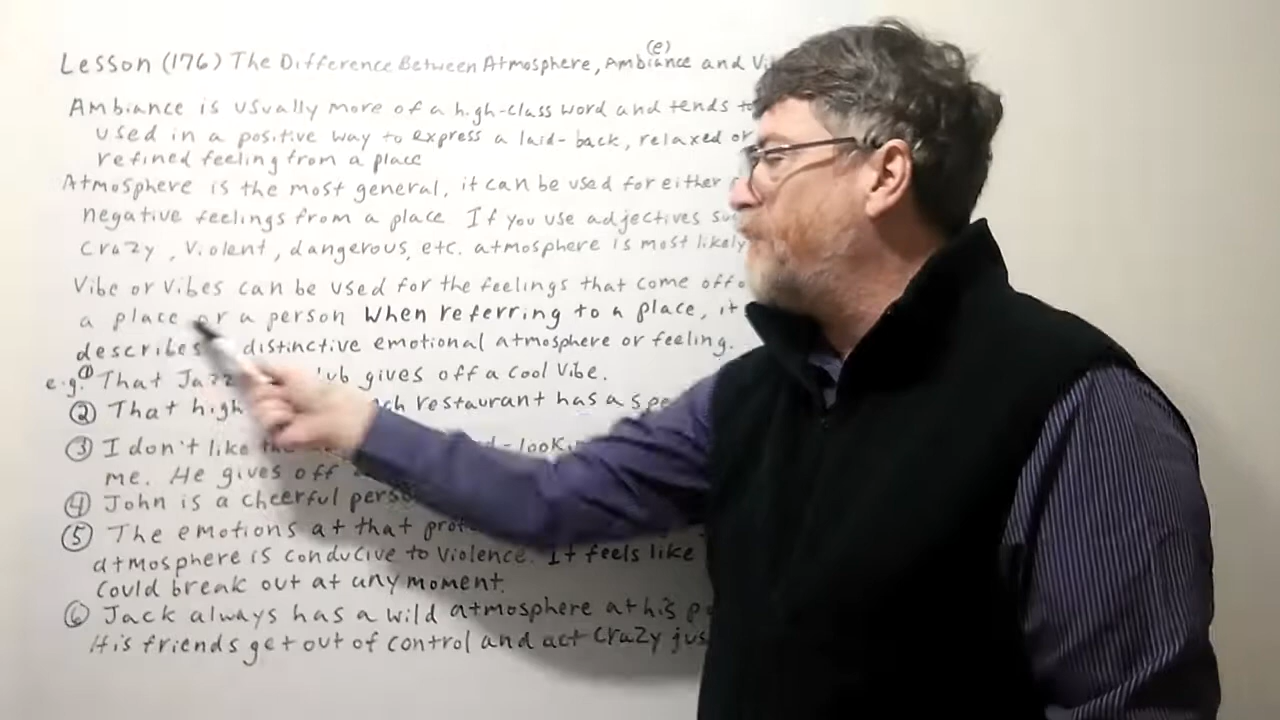 Lesson (176) The Difference Between Atmosphere, Ambiance (e) and
Ambiance is usually more of a high-class word and tends to
used in a positive way to express a laid-back, relaxed or
refined feeling from a place
Atmosphere is the most general, it can be used for either
negative feelings from a place If you use adjectives
Crazy, Violent, dangerous, etc. atmosphere is most likely
Vibe or Vibes can be used for the feelings that come off
a place or a person When referring to a place, it
describes distinctive emotional atmosphere or feeling.
e.g. ① That Jazz gives off a Cool Vibe.
② That high restaurant has a
③ I don't like
me. He gives off
④ John is a cheerful
⑤ The emotions at that
atmosphere is conducive to Violence. It feels like
Could break out at any moment.
⑥ Jack always has a wild atmosphere at his
His friends get out of control and act Crazy